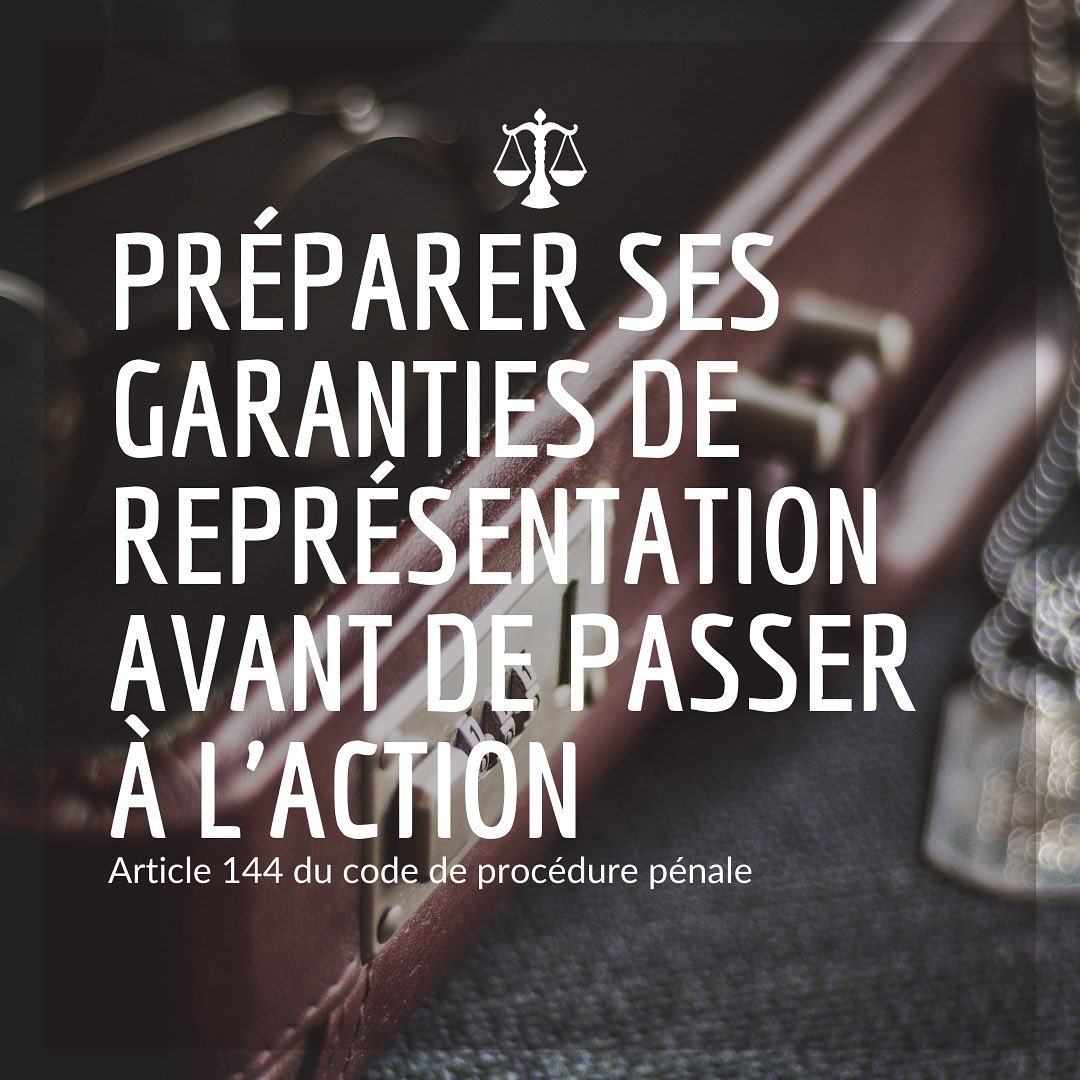 PRÉPARER SES
GARANTIES DE
REPRÉSENTATION
AVANT DE PASSER
À L'ACTION
Article 144 du code de procédure pénale